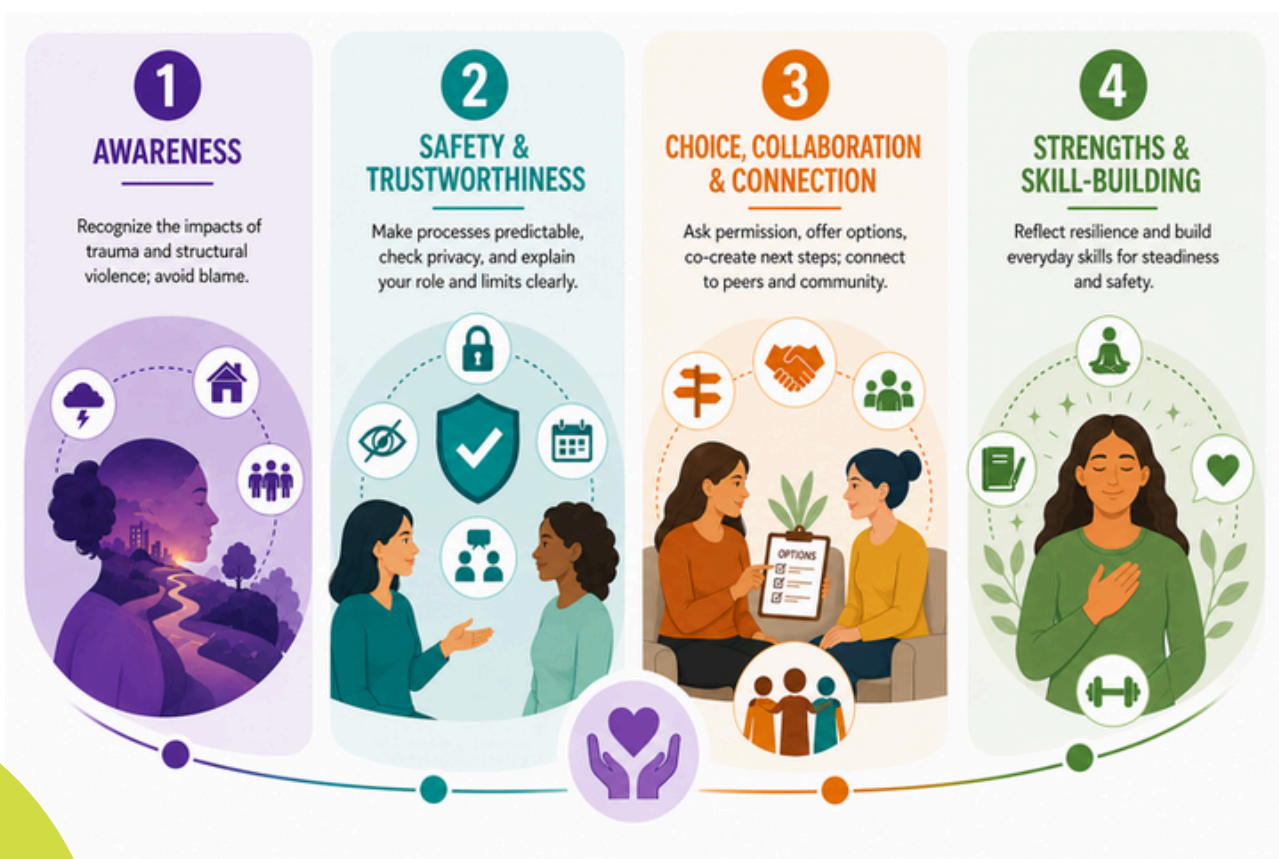 1
AWARENESS
Recognize the impacts of
trauma and structural
violence; avoid blame.
2
SAFETY &
TRUSTWORTHINESS
Make processes predictable,
check privacy, and explain
your role and limits clearly.
3
CHOICE, COLLABORATION
& CONNECTION
Ask permission, offer options,
co-create next steps; connect
to peers and community.
OPTIONS
4
STRENGTHS &
SKILL-BUILDING
Reflect resilience and build
everyday skills for steadiness
and safety.